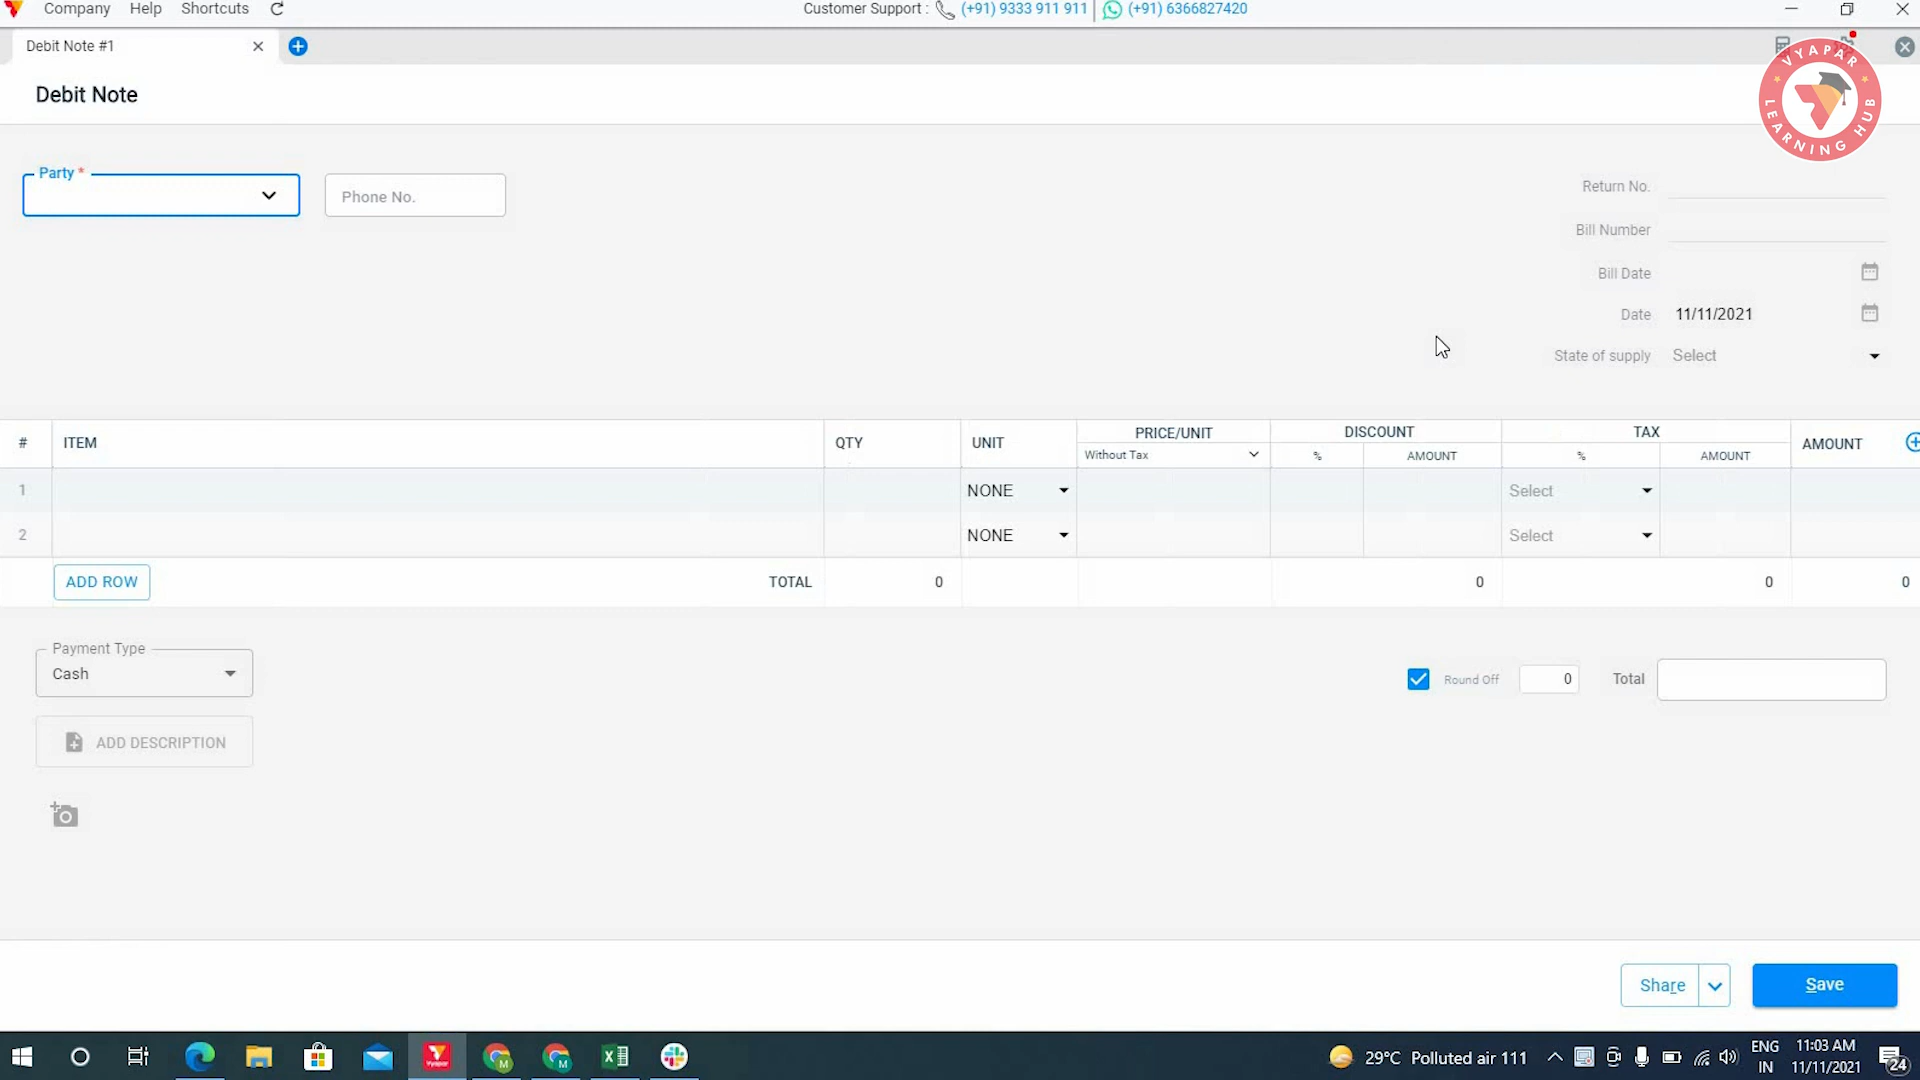 Company Help Shortcuts
Customer Support : (+91) 9333 911 911 | (+91) 6366827420
Debit Note #1
VYAPAR LEARNING HUB
Debit Note
Party *
Phone No.
Return No.
Bill Number
Bill Date
Date 11/11/2021
State of supply Select
# ITEM QTY UNIT PRICE/UNIT DISCOUNT TAX AMOUNT
Without Tax % AMOUNT % AMOUNT
1 NONE Select
2 NONE Select
ADD ROW TOTAL 0 0 0 0
Payment Type
Cash
Round Off 0 Total
ADD DESCRIPTION
Share Save
Vyapar
M M
29°C Polluted air 111
ENG 11:03 AM
IN 11/11/2021
24